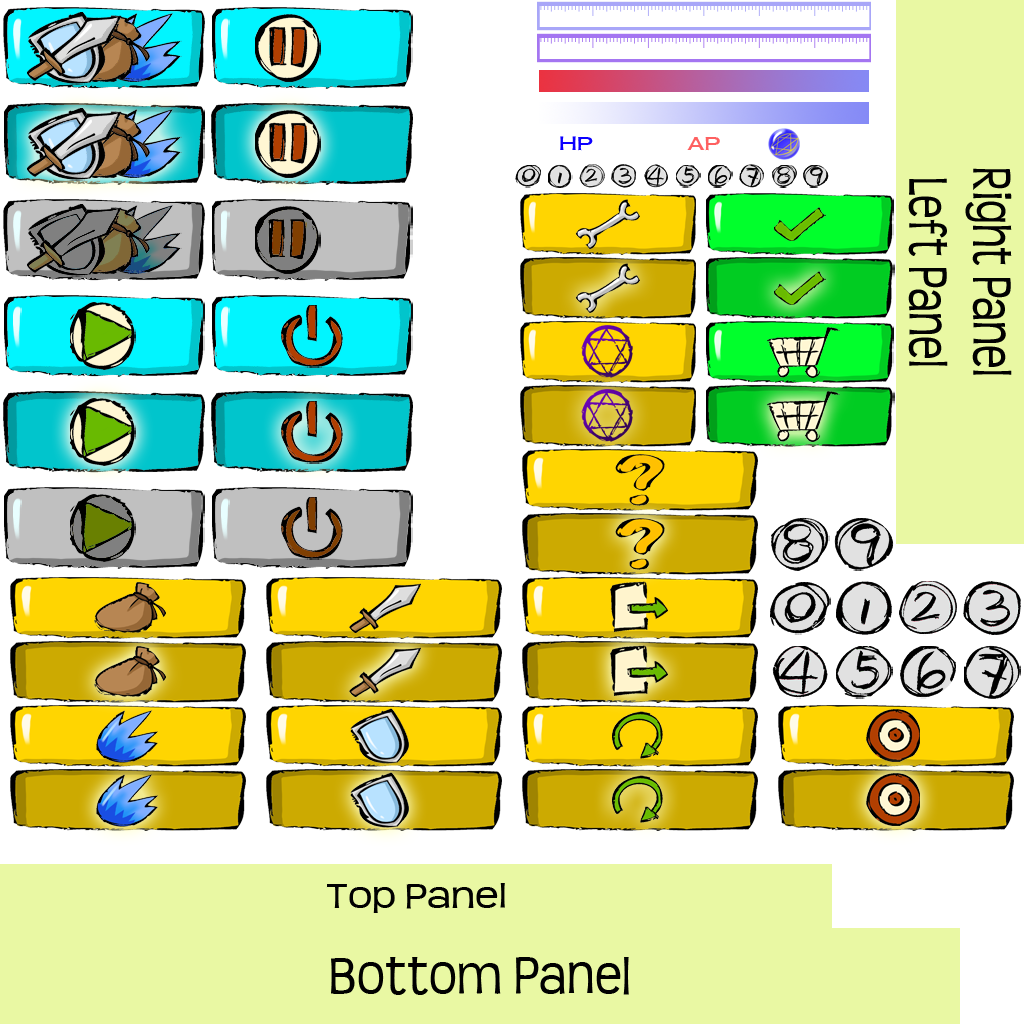 HP AP
0 1 2 3 4 5 6 7 8 9
Right Panel
Left Panel
?
?
8 9
0 1 2 3
4 5 6 7
Top Panel
Bottom Panel